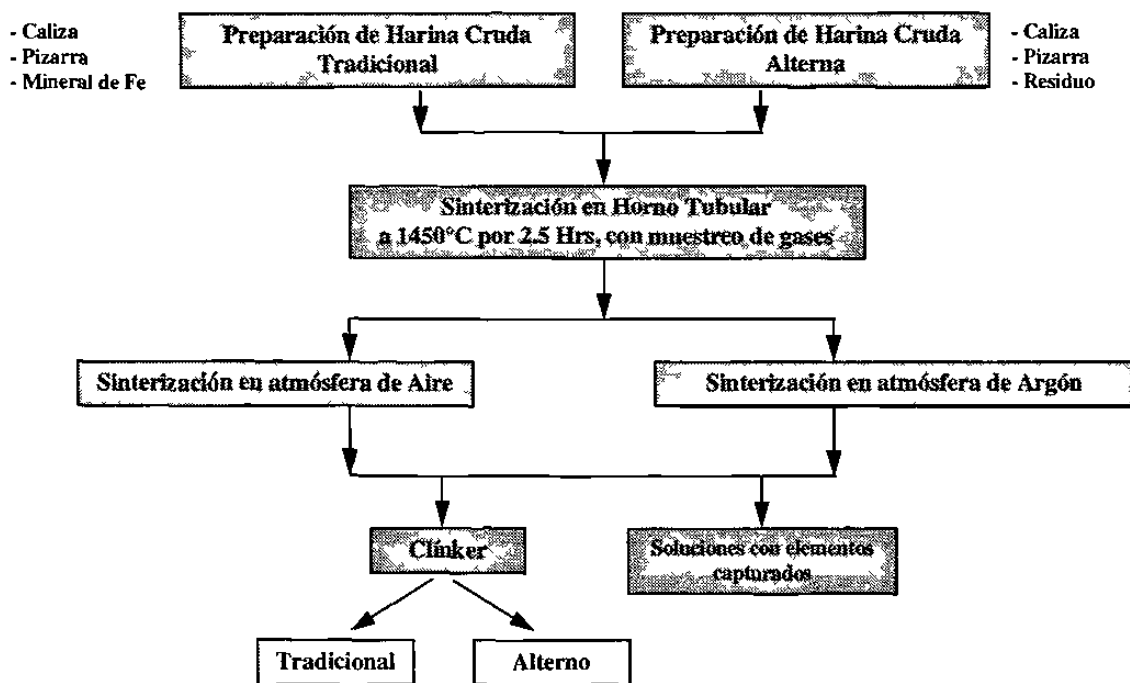 - Caliza
- Pizarra
- Mineral de Fe
Preparación de Harina Cruda
Tradicional
Preparación de Harina Cruda
Alterna
- Caliza
- Pizarra
- Residuo
Sinterización en Horno Tubular
a 1450°C por 2.5 Hrs, con muestreo de gases
Sinterización en atmósfera de Aire
Sinterización en atmósfera de Argón
Clínker
Soluciones con elementos
capturados
Tradicional
Alterno